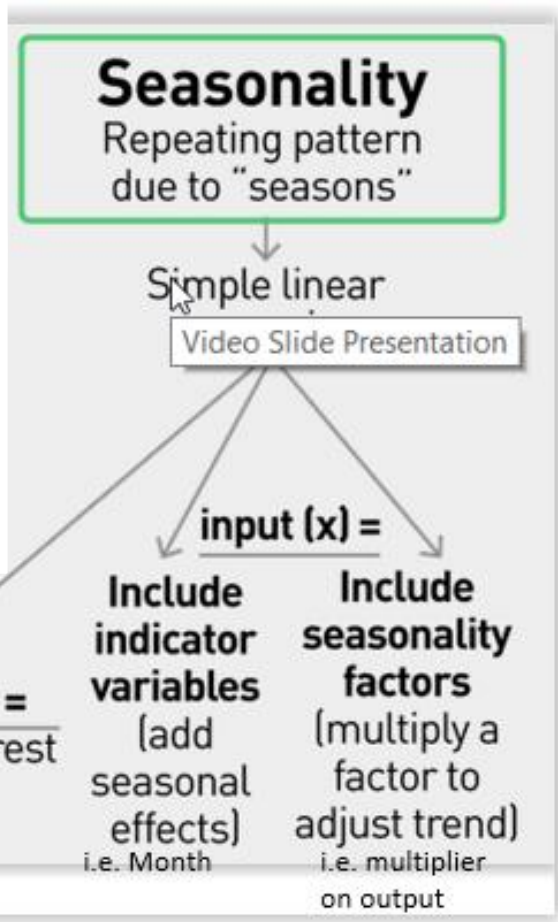 Seasonality
Repeating pattern
due to “seasons”
Simple linear
Video Slide Presentation
input (x) =
Include
indicator
variables
(add
seasonal
effects)
i.e. Month
Include
seasonality
factors
(multiply a
factor to
adjust trend)
i.e. multiplier
on output
=
rest